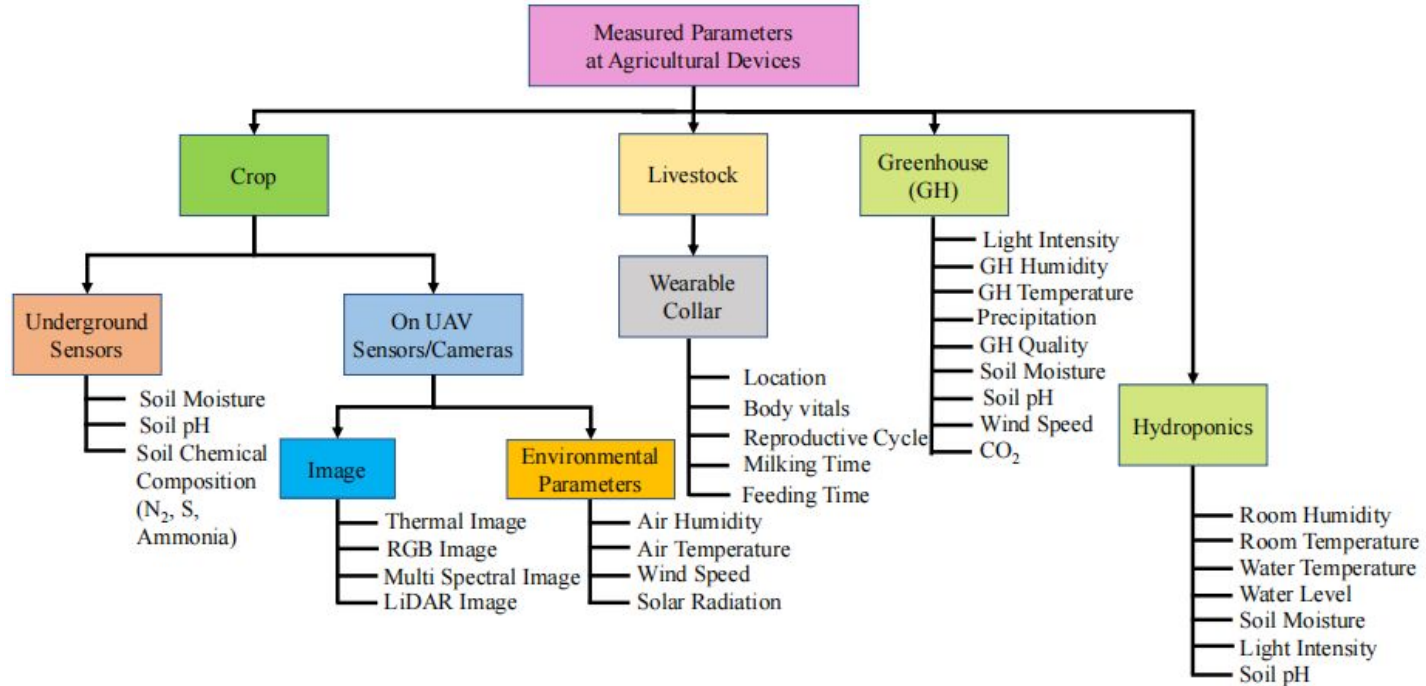 Measured Parameters
at Agricultural Devices
Crop
Livestock
Greenhouse
(GH)
Underground
Sensors
On UAV
Sensors/Cameras
Wearable
Collar
Light Intensity
GH Humidity
GH Temperature
Precipitation
GH Quality
Soil Moisture
Soil pH
Wind Speed
CO₂
Soil Moisture
Soil pH
Soil Chemical
Composition
(N₂, S,
Ammonia)
Image
Environmental
Parameters
Location
Body vitals
Reproductive Cycle
Milking Time
Feeding Time
Hydroponics
Thermal Image
RGB Image
Multi Spectral Image
LiDAR Image
Air Humidity
Air Temperature
Wind Speed
Solar Radiation
Room Humidity
Room Temperature
Water Temperature
Water Level
Soil Moisture
Light Intensity
Soil pH